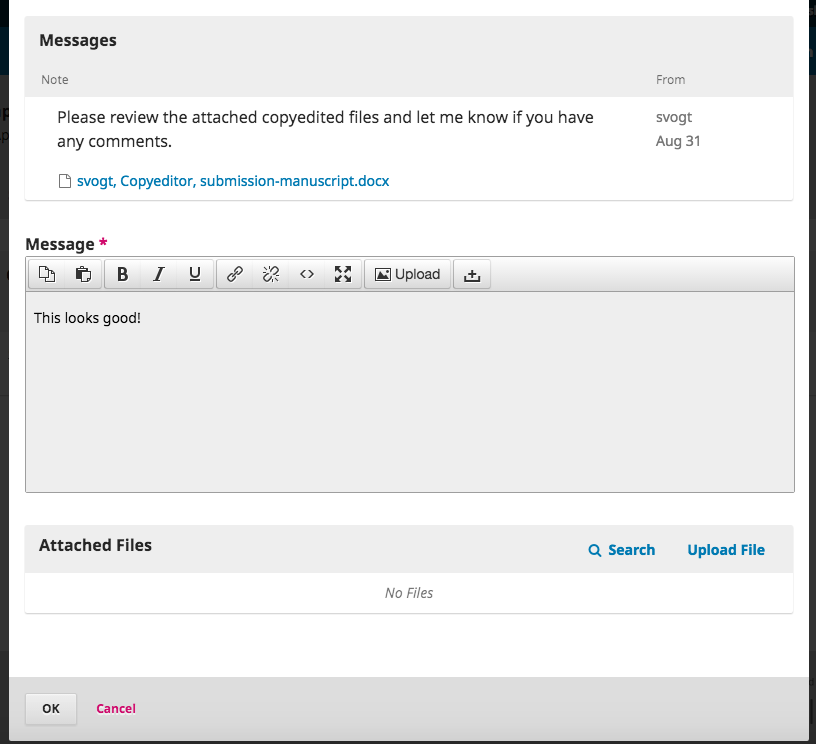 Messages
Note From
Please review the attached copyedited files and let me know if you have
any comments.
svogt
Aug 31
svogt, Copyeditor, submission-manuscript.docx
Message *
B I U <> Upload
This looks good!
Attached Files Search Upload File
No Files
OK Cancel